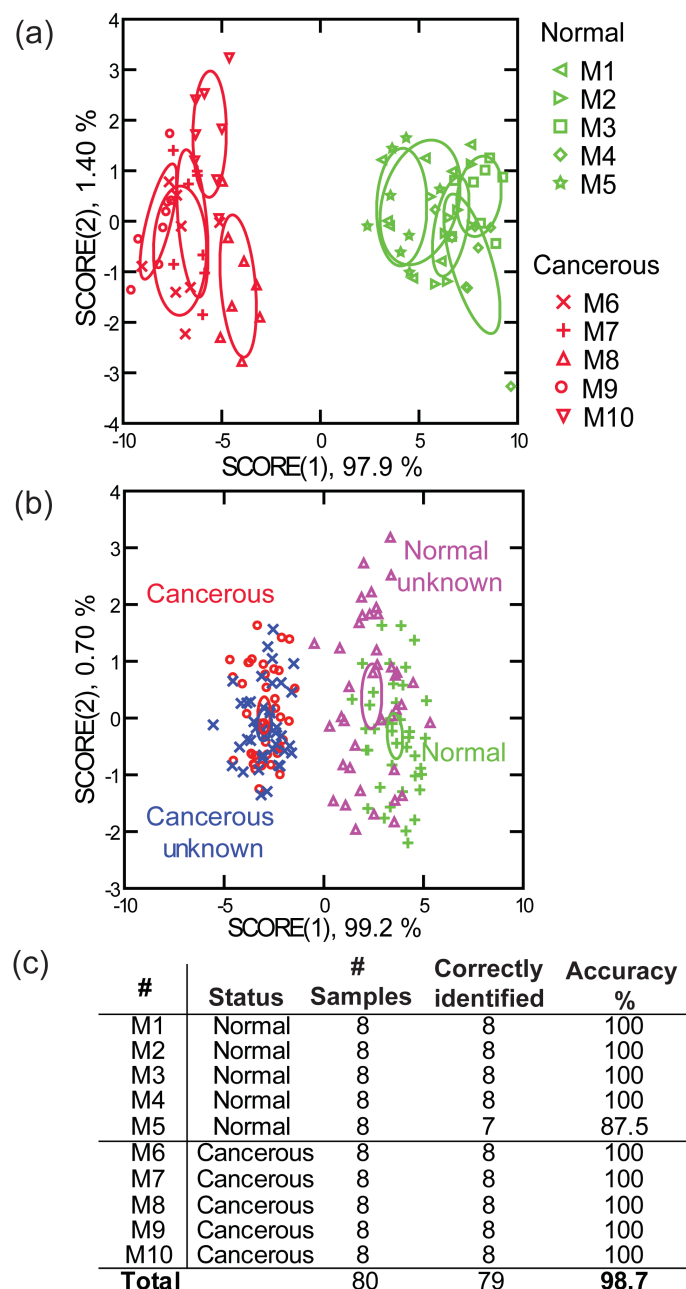 (a)
4
3
2
1
0
-1
-2
-3
-4
SCORE(2), 1.40 %
-10
-5
0
5
10
SCORE(1), 97.9 %
Normal
M1
M2
M3
M4
M5
Cancerous
M6
M7
M8
M9
M10
(b)
4
3
2
1
0
-1
-2
-3
SCORE(2), 0.70 %
Cancerous
Normal
unknown
Normal
Cancerous
unknown
-10
-5
0
5
10
SCORE(1), 99.2 %
(c)
# Status # Samples Correctly identified Accuracy %
M1 Normal 8 8 100
M2 Normal 8 8 100
M3 Normal 8 8 100
M4 Normal 8 8 100
M5 Normal 8 7 87.5
M6 Cancerous 8 8 100
M7 Cancerous 8 8 100
M8 Cancerous 8 8 100
M9 Cancerous 8 8 100
M10 Cancerous 8 8 100
Total 80 79 98.7